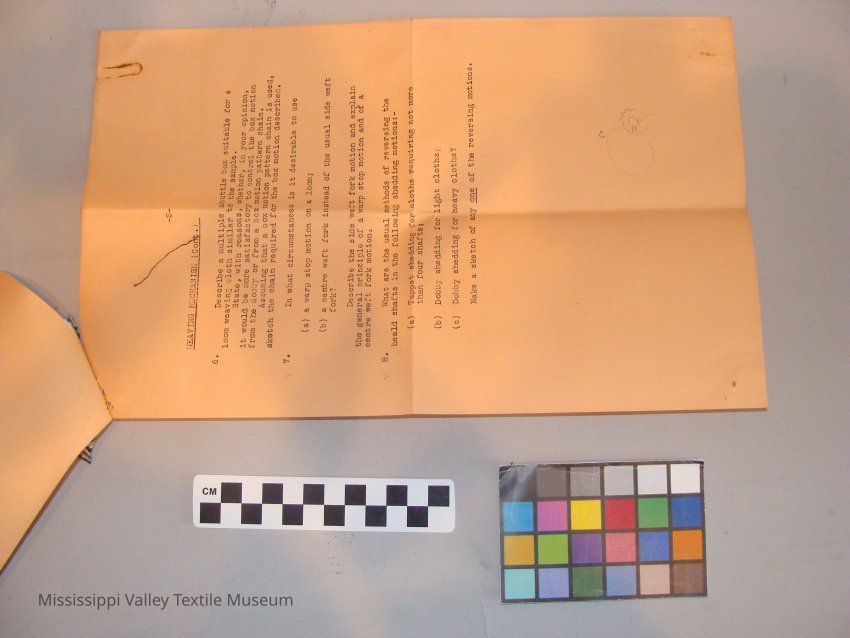 -2-
WEAVING MECHANISM (Cont.)
6. Describe a multiple shuttle box suitable for a
loom weaving cloth similar to the sample.
State, with reasons, whether, in your opinion,
it would be more satisfactory to control the box motion
from the dobby or from a box motion pattern chain.
Assuming that a box motion pattern chain is used,
sketch the chain required for the box motion described.
7. In what circumstances is it desirable to use
(a) a warp stop motion on a loom;
(b) a centre weft fork instead of the usual side weft
fork?
Describe the side weft fork motion and explain
the general principle of a warp stop motion and of a
centre weft fork motion.
8. What are the usual methods of reversing the
heald shafts in the following shedding motions:-
(a) Tappet shedding for cloths requiring not more
than four shafts;
(b) Dobby shedding for light cloths;
(c) Dobby shedding for heavy cloths?
Make a sketch of any one of the reversing motions.
CM
Mississippi Valley Textile Museum